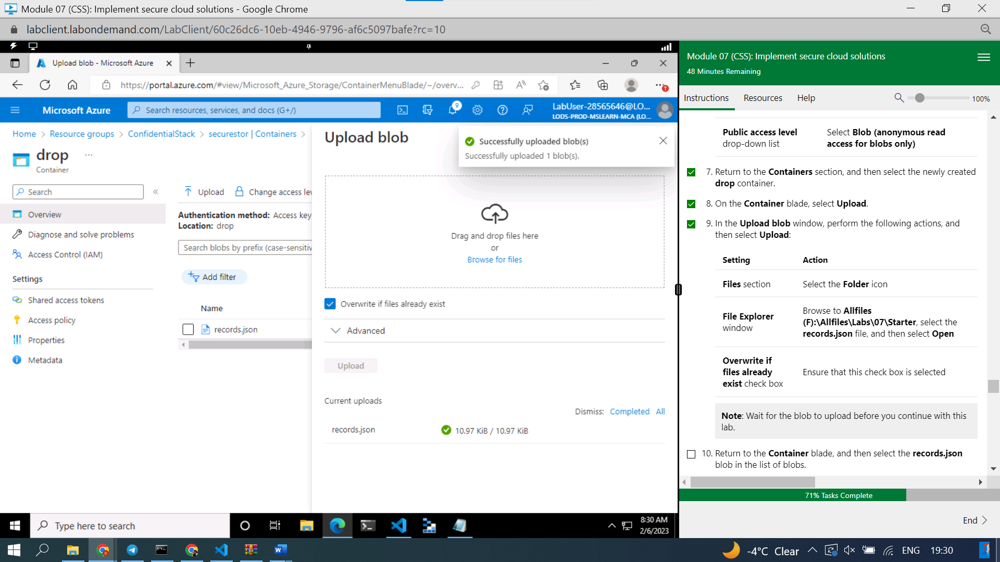 Module 07 (CSS): Implement secure cloud solutions - Google Chrome
labclient.labondemand.com/LabClient/60c26dc6-10eb-4946-9796-af6c5097bafe?rc=10
Upload blob - Microsoft Azure
https://portal.azure.com/#view/Microsoft_Azure_Storage/ContainerMenuBlade/~/overv...
Microsoft Azure
Search resources, services, and docs (G+/)
9
LabUser-28565646@LO...
LODS-PROD-MSLEARN-MCA (LO...
Home > Resource groups > ConfidentialStack > securestor | Containers >
drop ...
Container
Search
Overview
Diagnose and solve problems
Access Control (IAM)
Settings
Shared access tokens
Access policy
Properties
Metadata
Upload
Change access lev
Authentication method: Access key
Location: drop
Search blobs by prefix (case-sensitiv
Add filter
Name
records.json
Upload blob
Successfully uploaded blob(s)
Successfully uploaded 1 blob(s).
Drag and drop files here
or
Browse for files
Overwrite if files already exist
Advanced
Upload
Current uploads
Dismiss: Completed All
records.json
10.97 KiB / 10.97 KiB
Type here to search
8:30 AM
2/6/2023
Module 07 (CSS): Implement secure cloud solutions
48 Minutes Remaining
Instructions
Resources
Help
100%
Public access level
drop-down list
Select Blob (anonymous read
access for blobs only)
7. Return to the Containers section, and then select the newly created
drop container.
8. On the Container blade, select Upload.
9. In the Upload blob window, perform the following actions, and
then select Upload:
Setting
Action
Files section
Select the Folder icon
File Explorer
window
Browse to Allfiles
(F):\Allfiles\Labs\07\Starter, select the
records.json file, and then select Open
Overwrite if
files already
exist check box
Ensure that this check box is selected
Note: Wait for the blob to upload before you continue with this
lab.
10. Return to the Container blade, and then select the records.json
blob in the list of blobs.
71% Tasks Complete
End
-4°C Clear
ENG
19:30